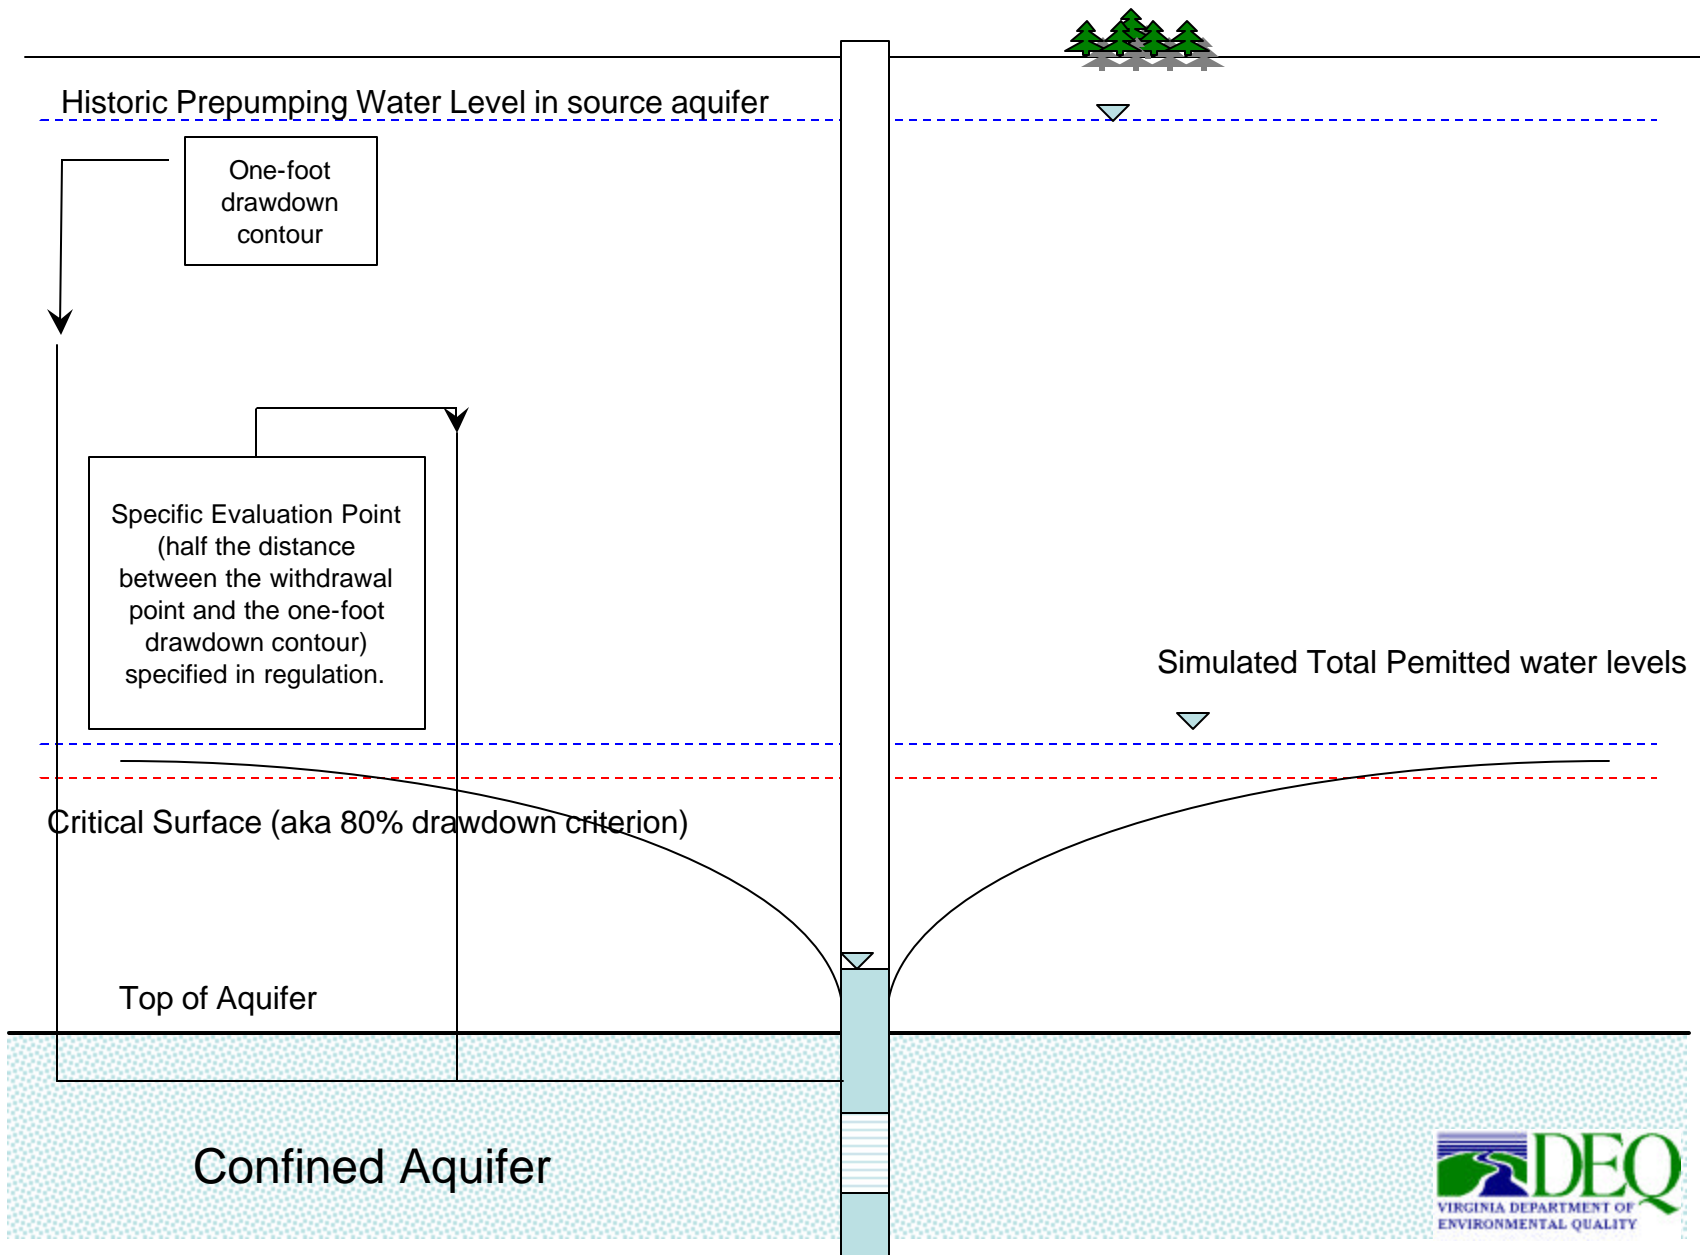 Historic Prepumping Water Level in source aquifer
One-foot
drawdown
contour
Specific Evaluation Point
(half the distance
between the withdrawal
point and the one-foot
drawdown contour)
specified in regulation.
Simulated Total Pemitted water levels
Critical Surface (aka 80% drawdown criterion)
Top of Aquifer
Confined Aquifer
DEQ
VIRGINIA DEPARTMENT OF
ENVIRONMENTAL QUALITY